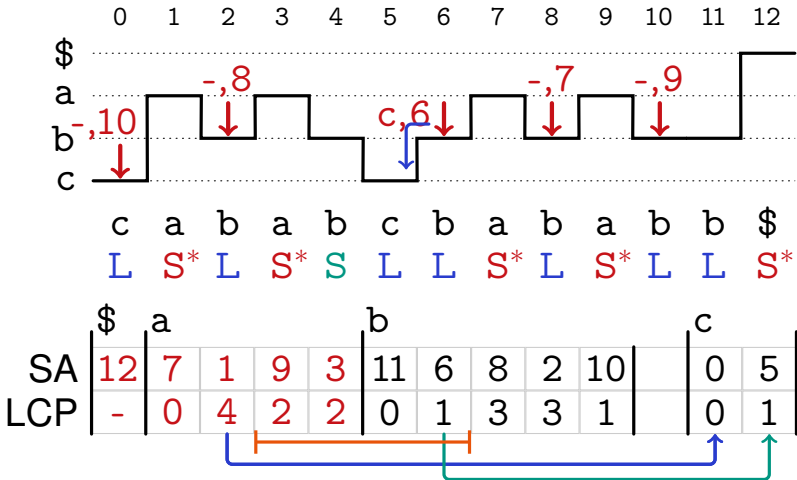 0 1 2 3 4 5 6 7 8 9 10 11 12
$
-,8 -,7 -,9
a
-,10 c,6
b
c
c a b a b c b a b a b b $
L S* L S* S L L S* L S* L L S*
$ a b c
SA 12 7 1 9 3 11 6 8 2 10 0 5
LCP - 0 4 2 2 0 1 3 3 1 0 1